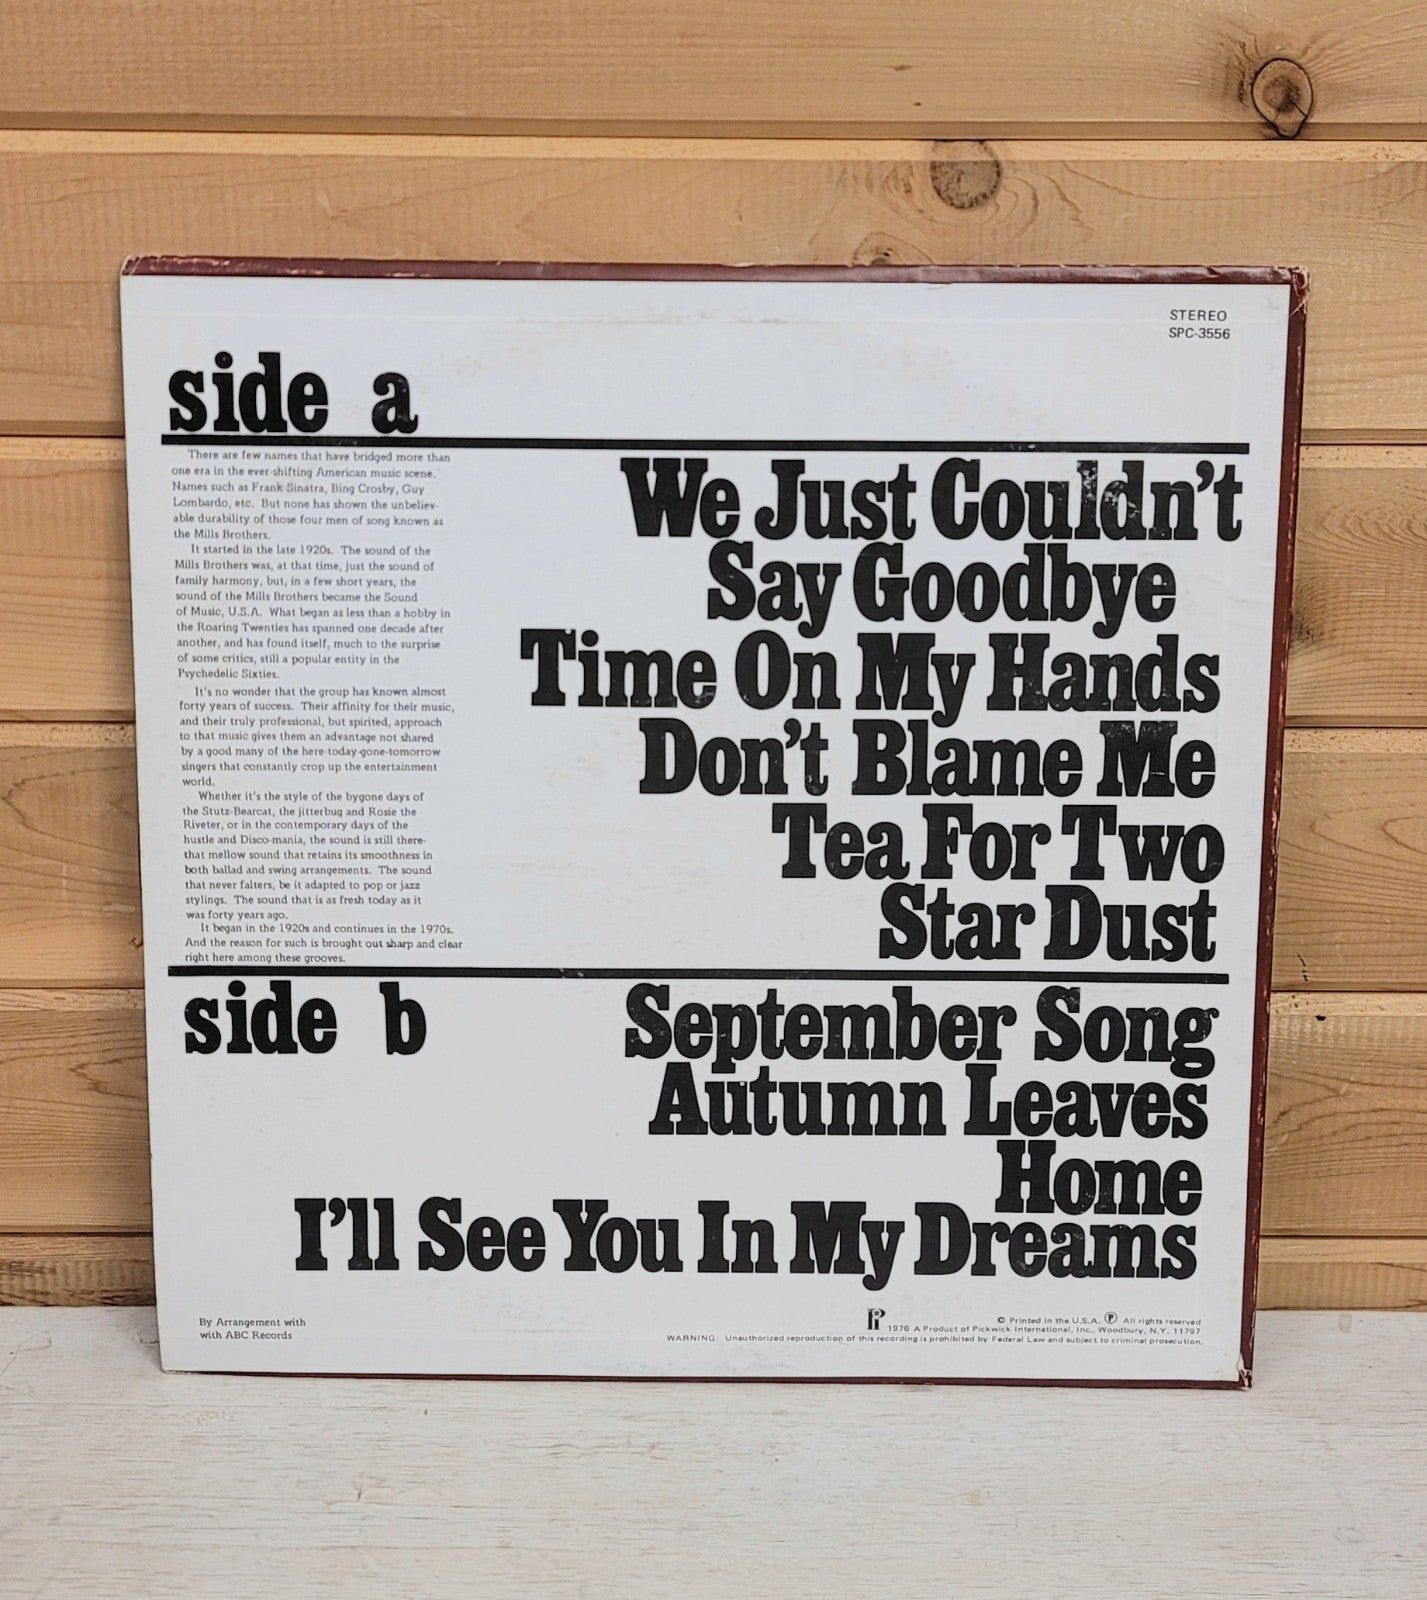 STEREO
SPC-3556
side a
There are few names that have bridged more than
one era in the ever-shifting American music scene.
Names such as Frank Sinatra, Bing Crosby, Guy
Lombardo, etc. But none has shown the unbeliev-
able durability of those four men of song known as
the Mills Brothers.
It started in the late 1920s. The sound of the
Mills Brothers was, at that time, just the sound of
family harmony, but, in a few short years, the
sound of the Mills Brothers became the Sound
of Music, U.S.A. What began as less than a hobby in
the Roaring Twenties has spanned one decade after
another, and has found itself, much to the surprise
of some critics, still a popular entity in the
Psychedelic Sixties.
It's no wonder that the group has known almost
forty years of success. Their affinity for their music,
and their truly professional, but spirited, approach
to that music gives them an advantage not shared
by a good many of the here-today-gone-tomorrow
singers that constantly crop up the entertainment
world.
Whether it's the style of the bygone days of
the Stutz-Bearcat, the jitterbug and Rosie the
Riveter, or in the contemporary days of the
hustle and Disco-mania, the sound is still there-
that mellow sound that retains its smoothness in
both ballad and swing arrangements. The sound
that never falters, be it adapted to pop or jazz
stylings. The sound that is as fresh today as it
was forty years ago.
It began in the 1920s and continues in the 1970s.
And the reason for such is brought out sharp and clear
right here among these grooves.
We Just Couldn't
Say Goodbye
Time On My Hands
Don't Blame Me
Tea For Two
Star Dust
side b
September Song
Autumn Leaves
Home
I'll See You In My Dreams
By Arrangement with
with ABC Records
© Printed in the U.S.A. ℗ All rights reserved
1976 A Product of Pickwick International, Inc., Woodbury, N.Y. 11797
WARNING: Unauthorized reproduction of this recording is prohibited by Federal Law and subject to criminal prosecution.